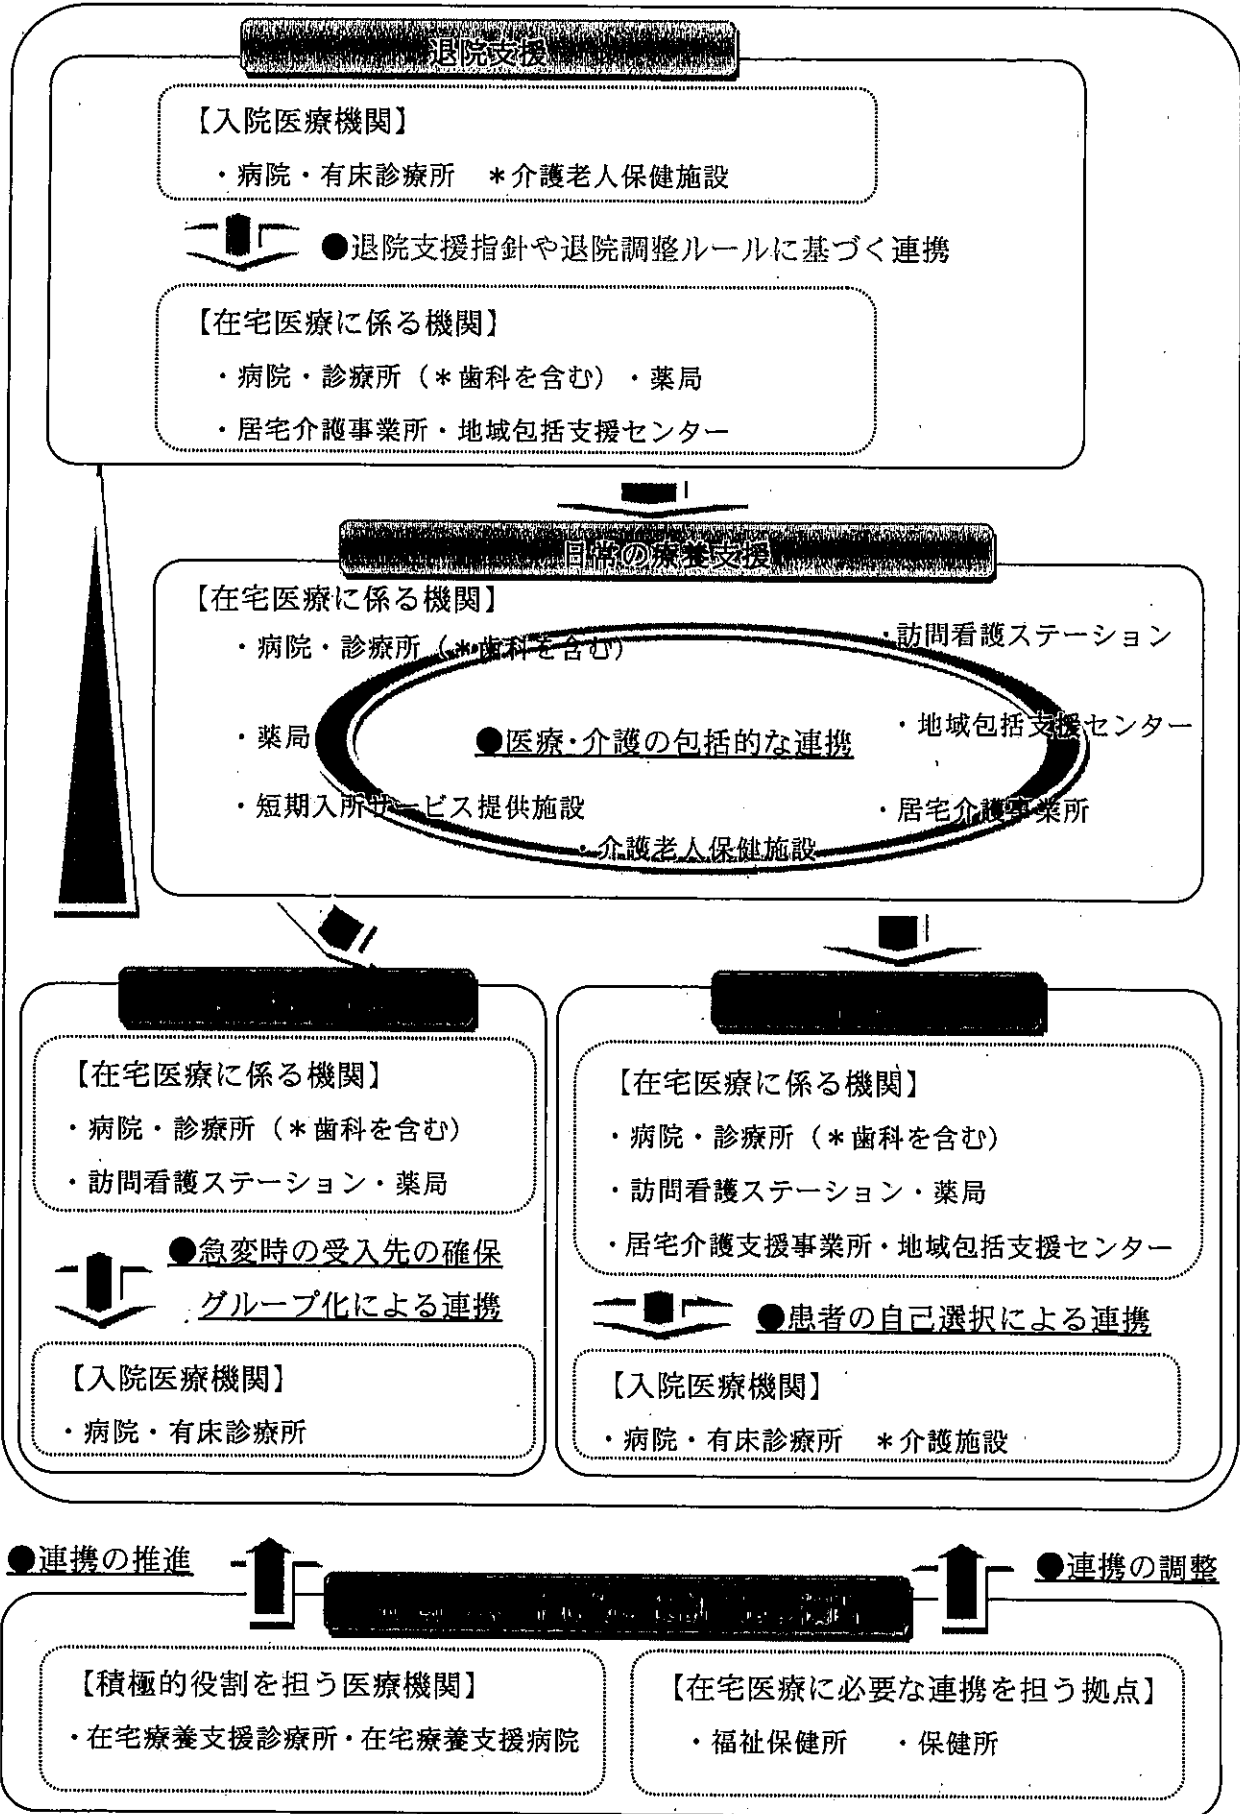 退院支援
【入院医療機関】
・病院・有床診療所　＊介護老人保健施設
●退院支援指針や退院調整ルールに基づく連携
【在宅医療に係る機関】
・病院・診療所（＊歯科を含む）・薬局
・居宅介護事業所・地域包括支援センター
日常の療養支援
【在宅医療に係る機関】
・病院・診療所（＊歯科を含む）
・訪問看護ステーション
・薬局
●医療・介護の包括的な連携
・地域包括支援センター
・短期入所サービス提供施設
・居宅介護事業所
・介護老人保健施設
【在宅医療に係る機関】
・病院・診療所（＊歯科を含む）
・訪問看護ステーション・薬局
●急変時の受入先の確保
グループ化による連携
【入院医療機関】
・病院・有床診療所
【在宅医療に係る機関】
・病院・診療所（＊歯科を含む）
・訪問看護ステーション・薬局
・居宅介護支援事業所・地域包括支援センター
●患者の自己選択による連携
【入院医療機関】
・病院・有床診療所　＊介護施設
●連携の推進
●連携の調整
【積極的役割を担う医療機関】
・在宅療養支援診療所・在宅療養支援病院
【在宅医療に必要な連携を担う拠点】
・福祉保健所　・保健所